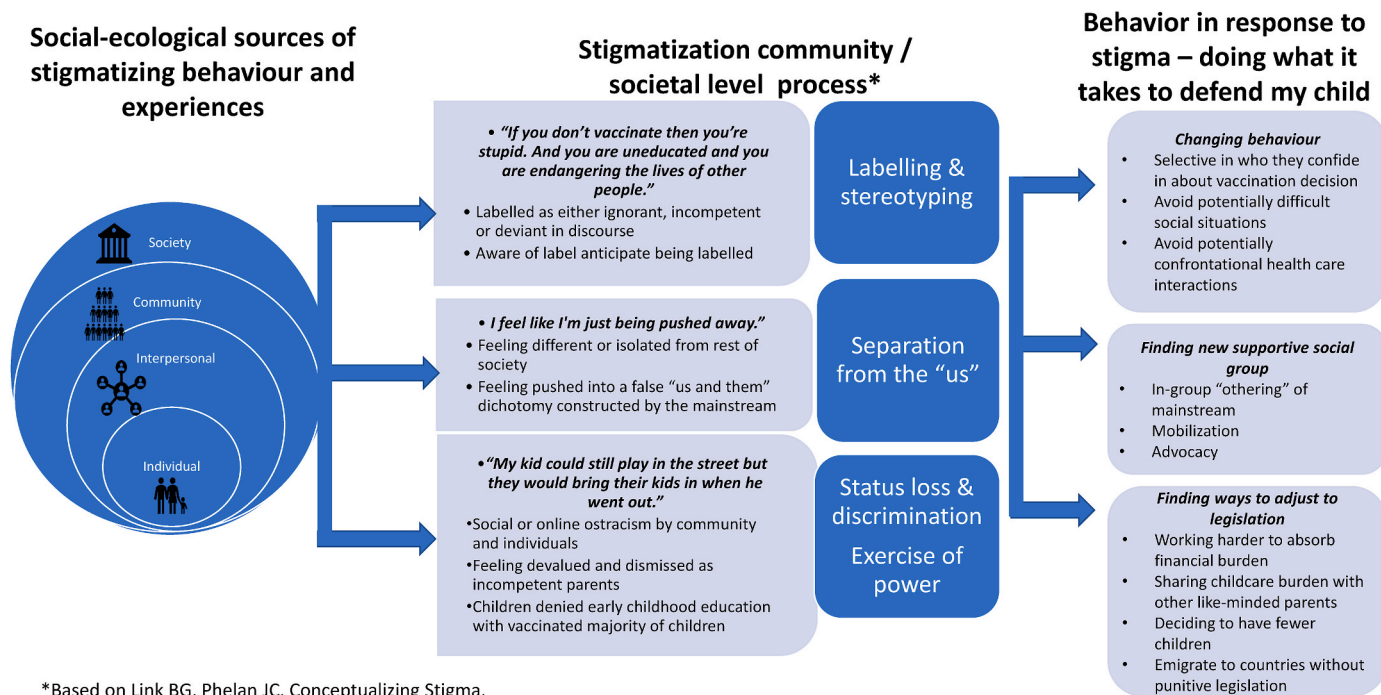 Social-ecological sources of
stigmatizing behaviour and
experiences
Society
Community
Interpersonal
Individual
Stigmatization community /
societal level process*
• “If you don’t vaccinate then you’re
stupid. And you are uneducated and you
are endangering the lives of other
people.”
• Labelled as either ignorant, incompetent
or deviant in discourse
• Aware of label anticipate being labelled
Labelling &
stereotyping
• I feel like I'm just being pushed away.”
• Feeling different or isolated from rest of
society
• Feeling pushed into a false “us and them”
dichotomy constructed by the mainstream
Separation
from the “us”
•“My kid could still play in the street but
they would bring their kids in when he
went out.”
•Social or online ostracism by community
and individuals
•Feeling devalued and dismissed as
incompetent parents
•Children denied early childhood education
with vaccinated majority of children
Status loss &
discrimination
Exercise of
power
Behavior in response to
stigma – doing what it
takes to defend my child
Changing behaviour
• Selective in who they confide
in about vaccination decision
• Avoid potentially difficult
social situations
• Avoid potentially
confrontational health care
interactions
Finding new supportive social
group
• In-group “othering” of
mainstream
• Mobilization
• Advocacy
Finding ways to adjust to
legislation
• Working harder to absorb
financial burden
• Sharing childcare burden with
other like-minded parents
• Deciding to have fewer
children
• Emigrate to countries without
punitive legislation
*Based on Link BG, Phelan JC. Conceptualizing Stigma.